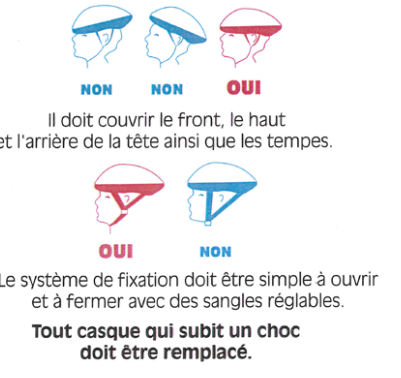 NON NON OUI
Il doit couvrir le front, le haut
et l'arrière de la tête ainsi que les tempes.
OUI NON
Le système de fixation doit être simple à ouvrir
et à fermer avec des sangles réglables.
Tout casque qui subit un choc
doit être remplacé.